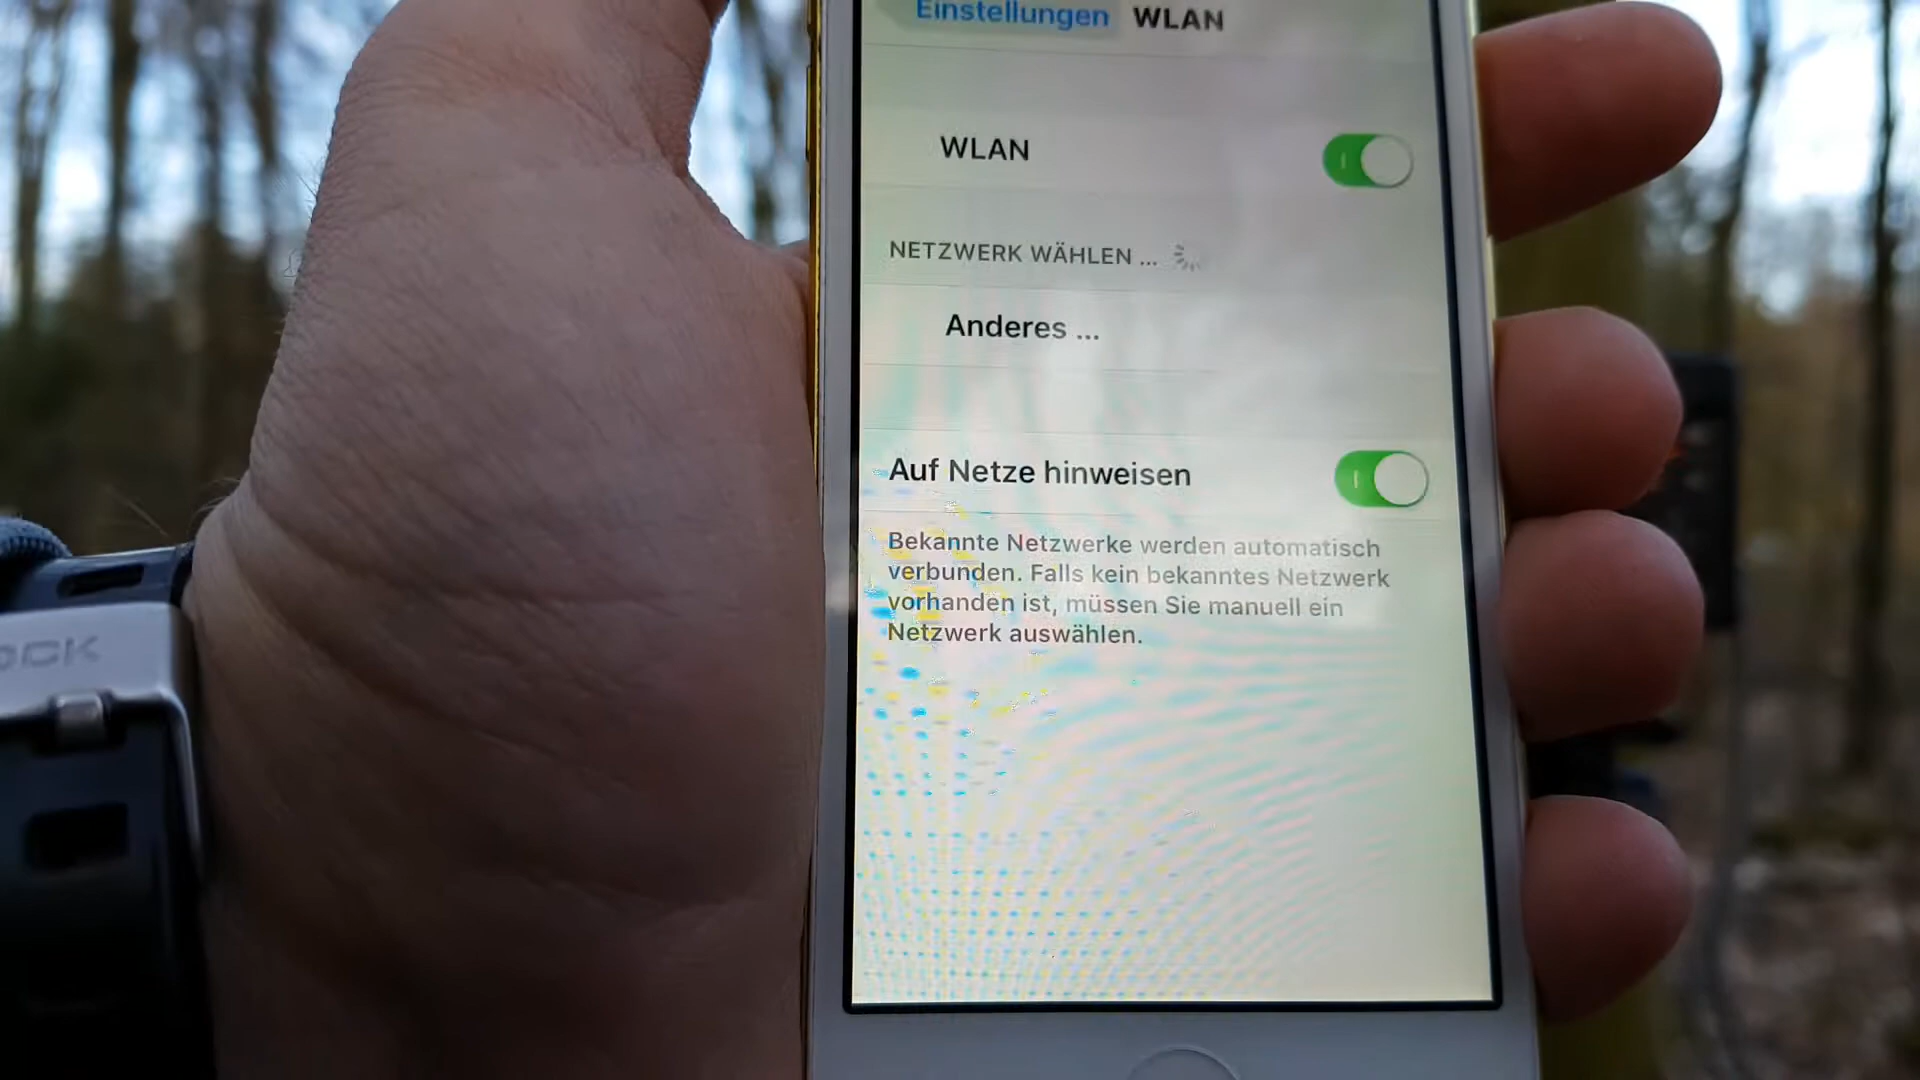 Einstellungen WLAN
WLAN
NETZWERK WÄHLEN ...
Anderes ...
Auf Netze hinweisen
Bekannte Netzwerke werden automatisch
verbunden. Falls kein bekanntes Netzwerk
vorhanden ist, müssen Sie manuell ein
Netzwerk auswählen.